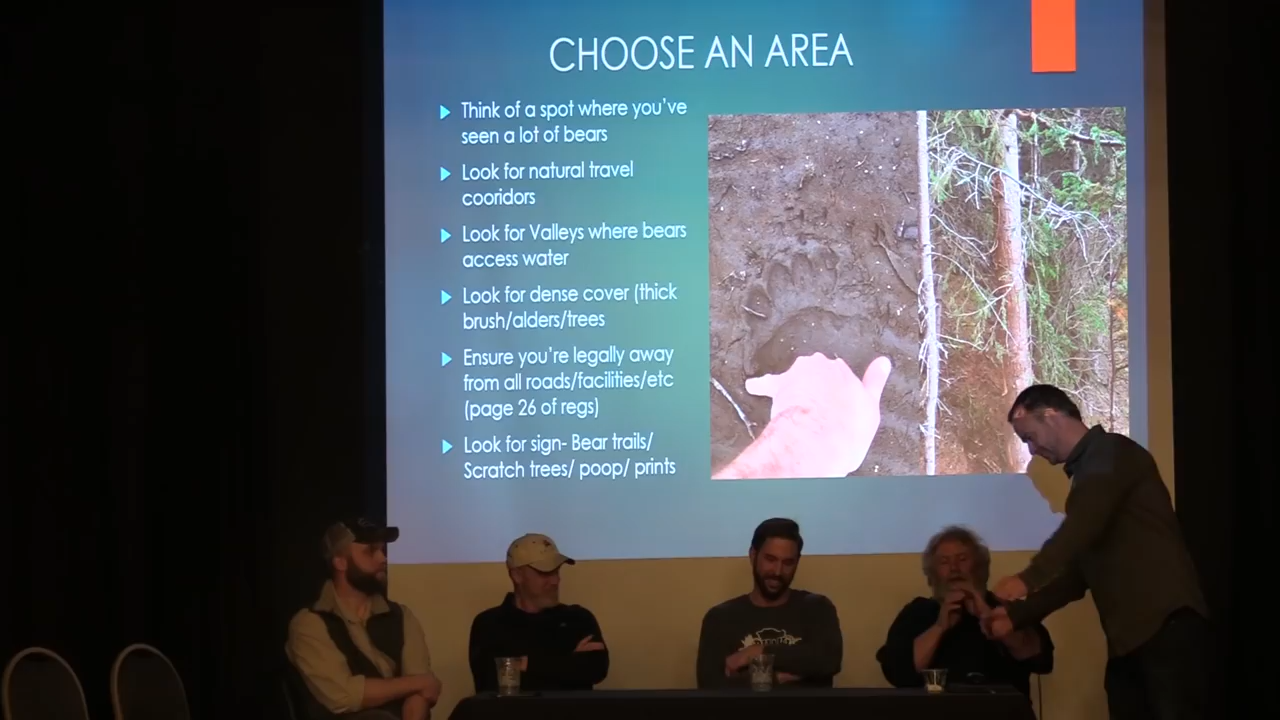 CHOOSE AN AREA
Think of a spot where you've
seen a lot of bears
Look for natural travel
cooridors
Look for Valleys where bears
access water
Look for dense cover (thick
brush/alders/trees
Ensure you're legally away
from all roads/facilities/etc
(page 26 of regs)
Look for sign- Bear trails/
Scratch trees/ poop/ prints